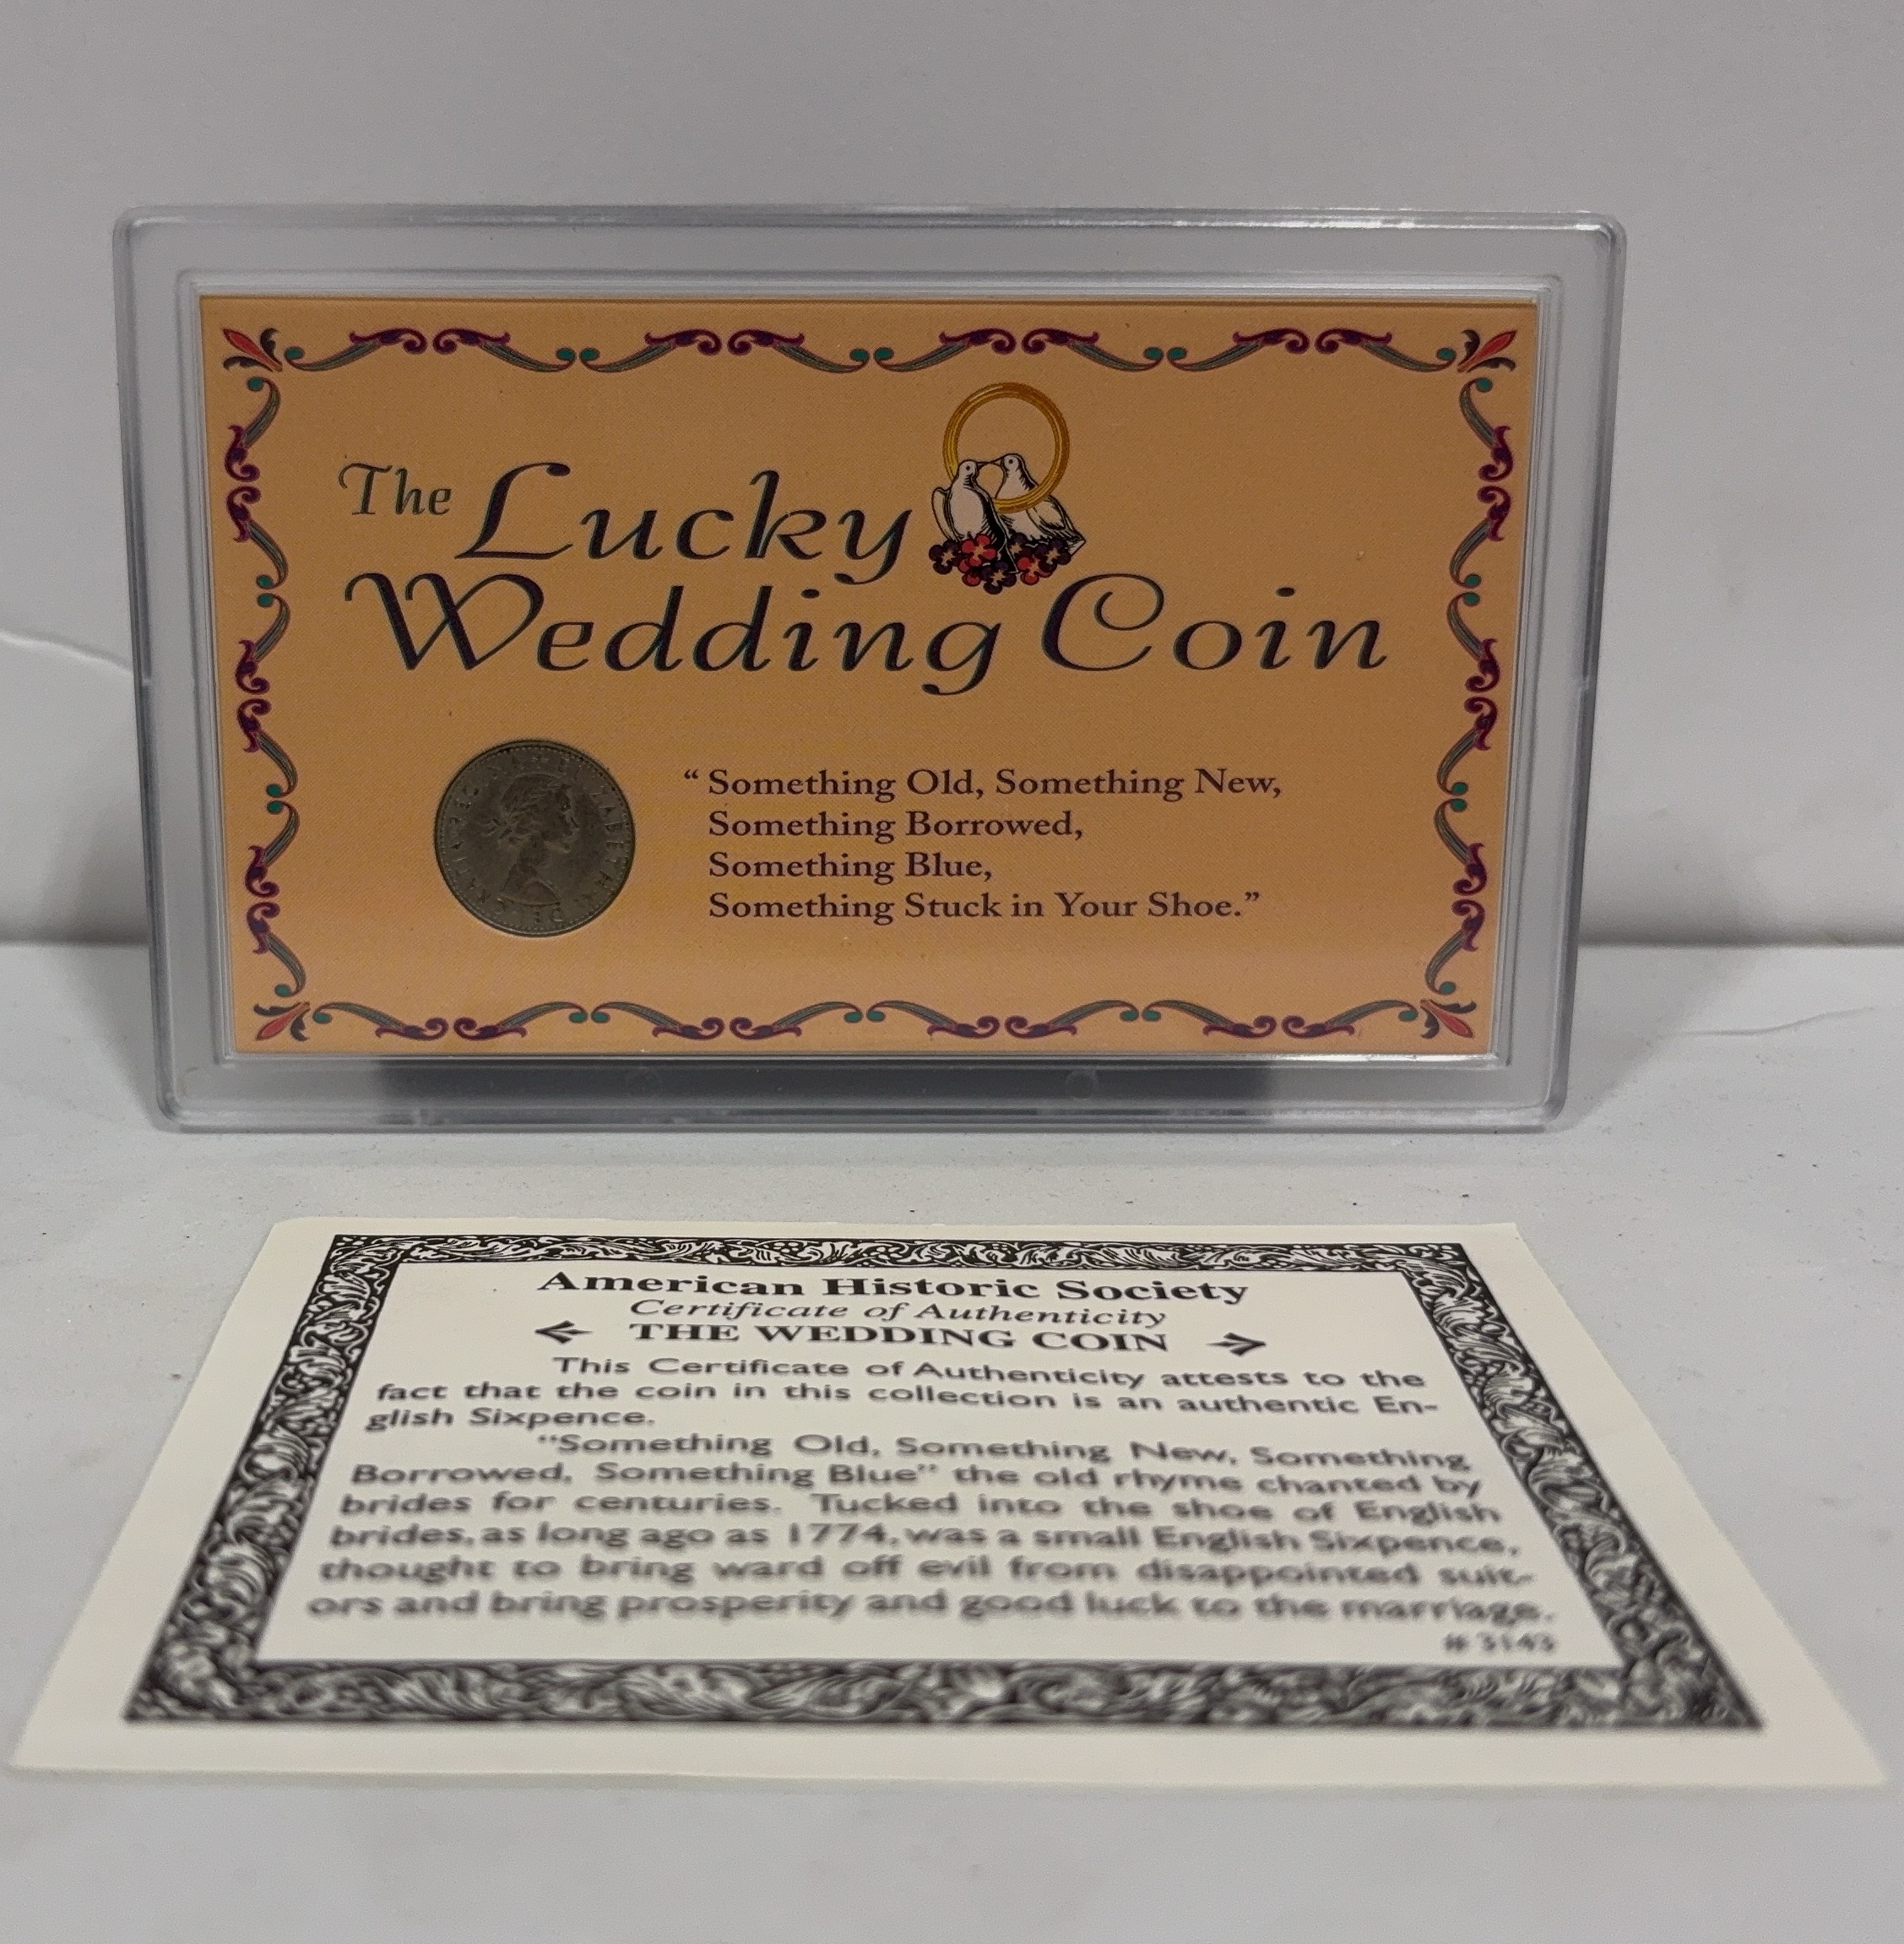 The Lucky
Wedding Coin
“Something Old, Something New,
Something Borrowed,
Something Blue,
Something Stuck in Your Shoe.”
American Historic Society
Certificate of Authenticity
← THE WEDDING COIN →
This Certificate of Authenticity attests to the
fact that the coin in this collection is an authentic En-
glish Sixpence.
“Something Old, Something New, Something
Borrowed, Something Blue” the old rhyme chanted by
brides for centuries. Tucked into the shoe of English
brides, as long ago as 1774, was a small English Sixpence,
thought to bring ward off evil from disappointed suit-
ors and bring prosperity and good luck to the marriage.
# 3143